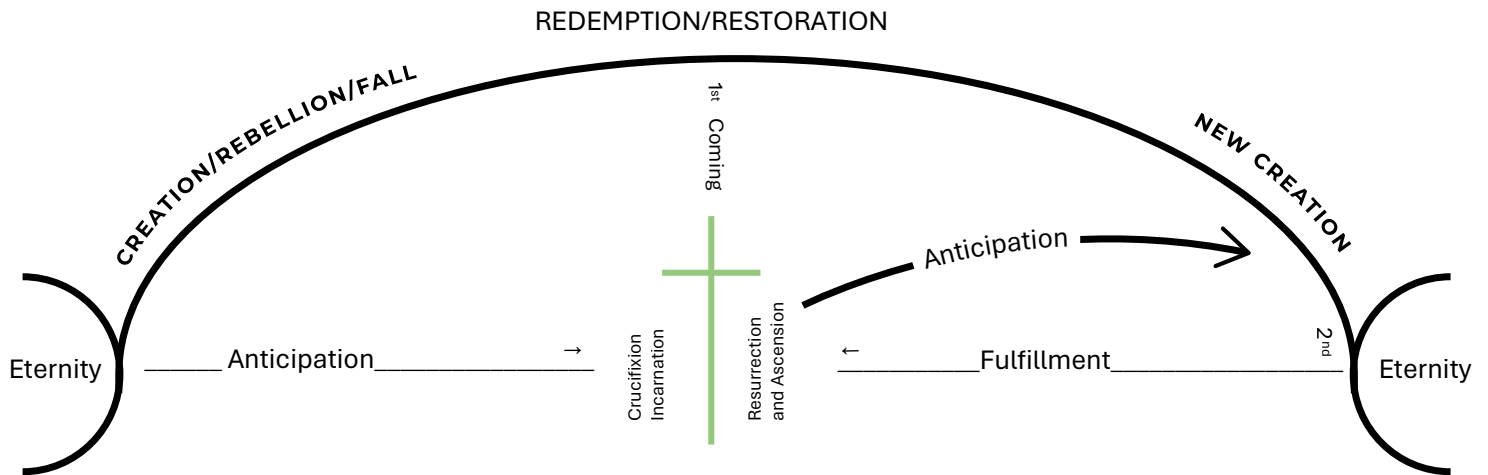 REDEMPTION/RESTORATION
CREATION/REBELLION/FALL
1st Coming
NEW CREATION
Anticipation
2nd
Eternity
Anticipation
→
Crucifixion
Incarnation
Resurrection
and Ascension
←
Fulfillment
Eternity